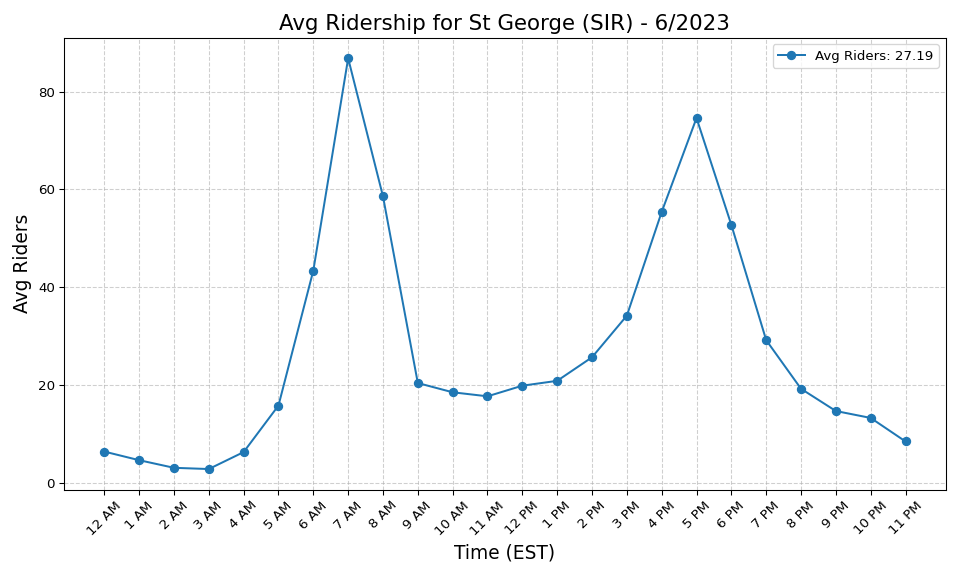 Avg Ridership for St George (SIR) - 6/2023
Avg Riders: 27.19
Avg Riders
80
60
40
20
0
12 AM 1 AM 2 AM 3 AM 4 AM 5 AM 6 AM 7 AM 8 AM 9 AM 10 AM 11 AM 12 PM 1 PM 2 PM 3 PM 4 PM 5 PM 6 PM 7 PM 8 PM 9 PM 10 PM 11 PM
Time (EST)